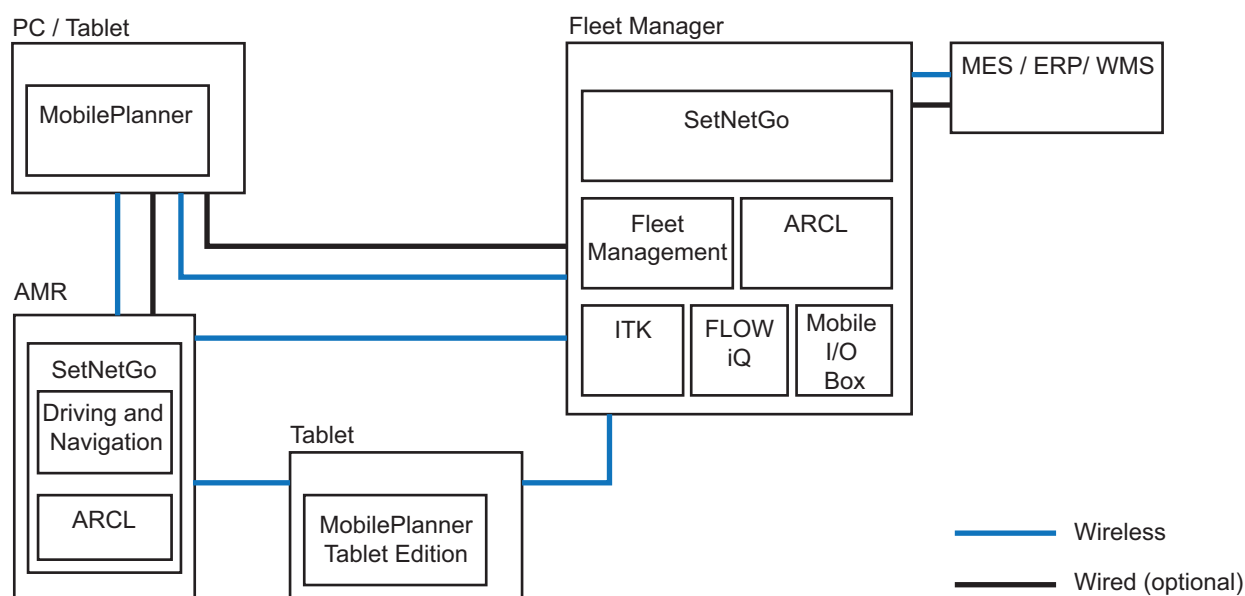 PC / Tablet
MobilePlanner
Fleet Manager
SetNetGo
Fleet
Management
ARCL
ITK
FLOW
iQ
Mobile
I/O
Box
MES / ERP/ WMS
AMR
SetNetGo
Driving and
Navigation
ARCL
Tablet
MobilePlanner
Tablet Edition
Wireless
Wired (optional)